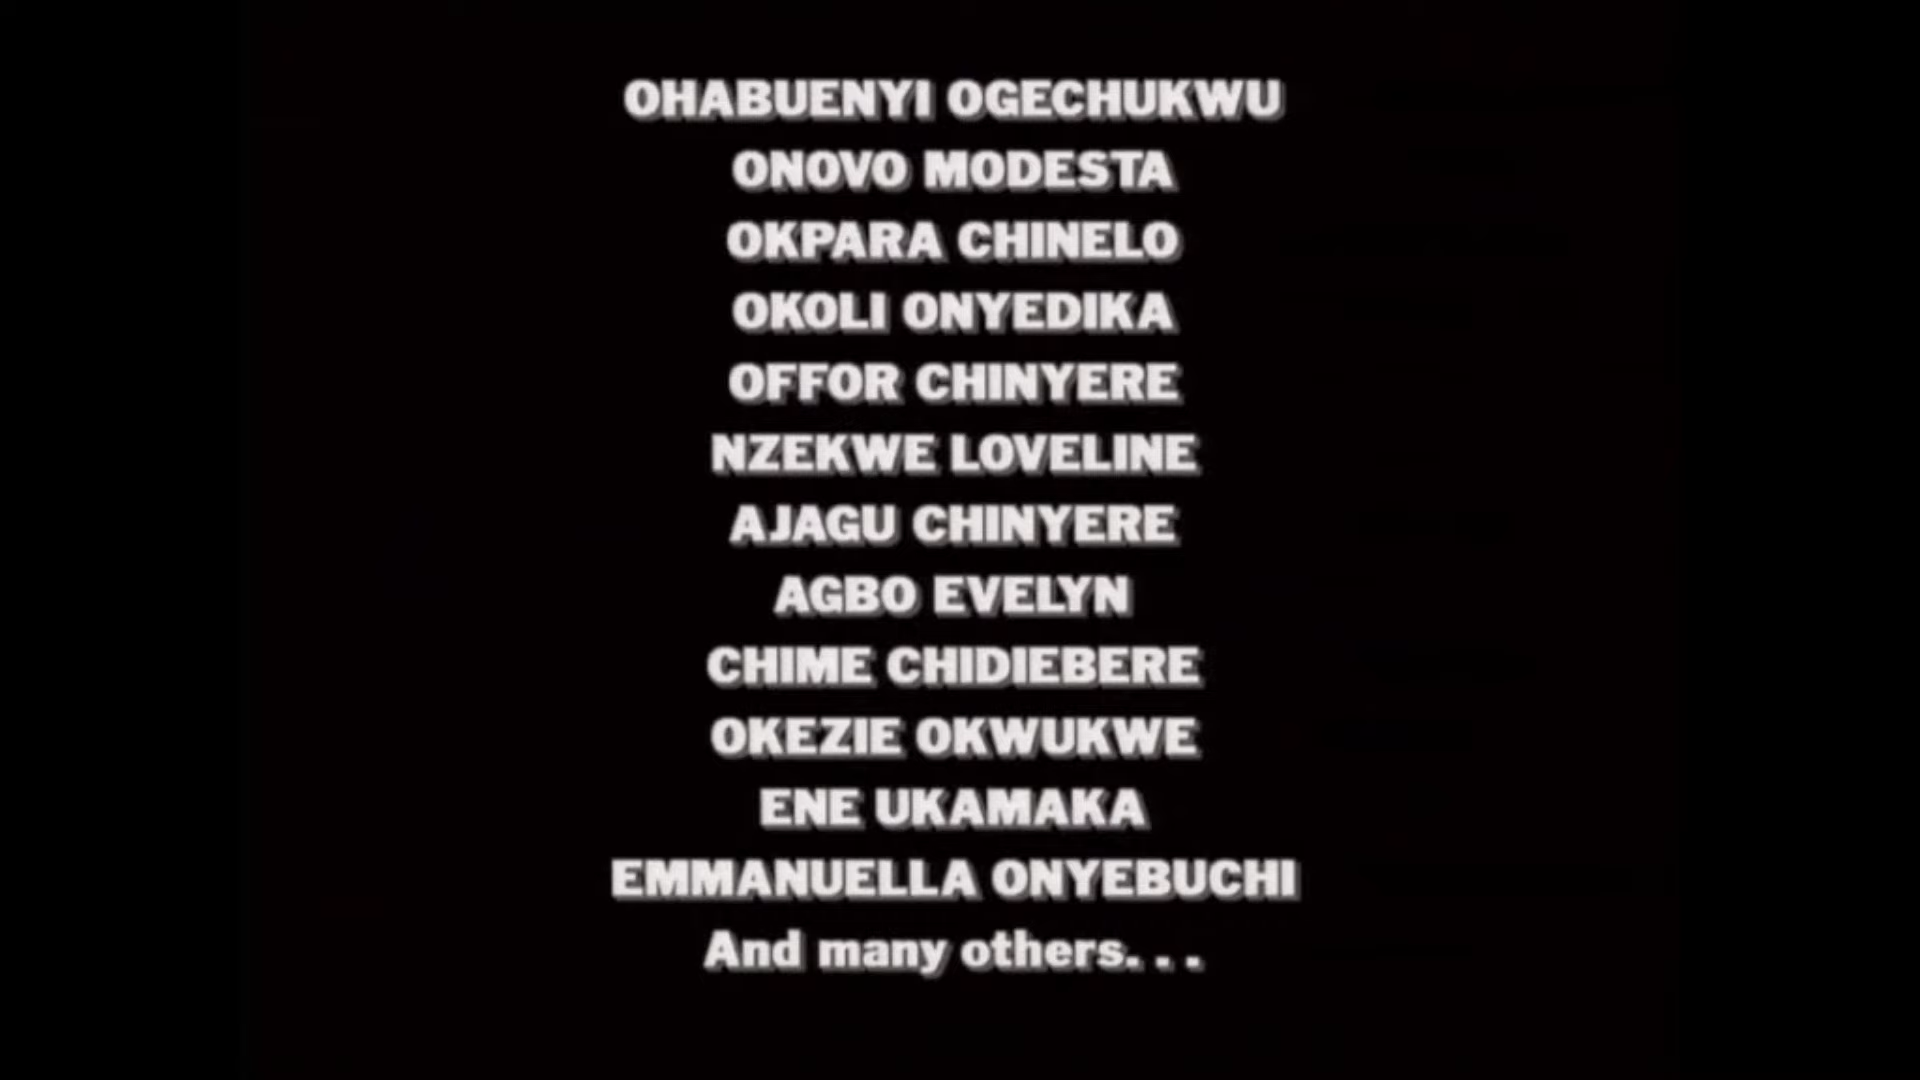 OHABUENYI OGECHUKWU
ONOVO MODESTA
OKPARA CHINELO
OKOLI ONYEDIKA
OFFOR CHINYERE
NZEKWE LOVELINE
AJAGU CHINYERE
AGBO EVELYN
CHIME CHIDIEBERE
OKEZIE OKWUKWE
ENE UKAMAKA
EMMANUELLA ONYEBUCHI
And many others. . .